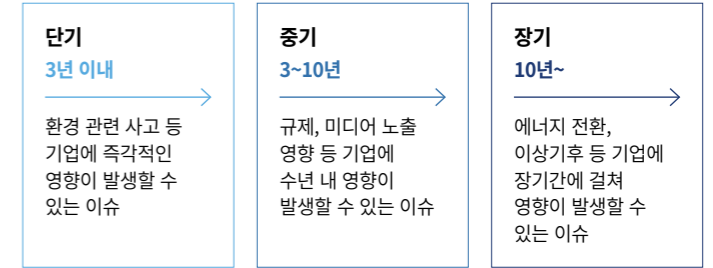 단기
3년 이내
환경 관련 사고 등
기업에 즉각적인
영향이 발생할 수
있는 이슈
중기
3~10년
규제, 미디어 노출
영향 등 기업에
수년 내 영향이
발생할 수 있는 이슈
장기
10년~
에너지 전환,
이상기후 등 기업에
장기간에 걸쳐
영향이 발생할 수
있는 이슈